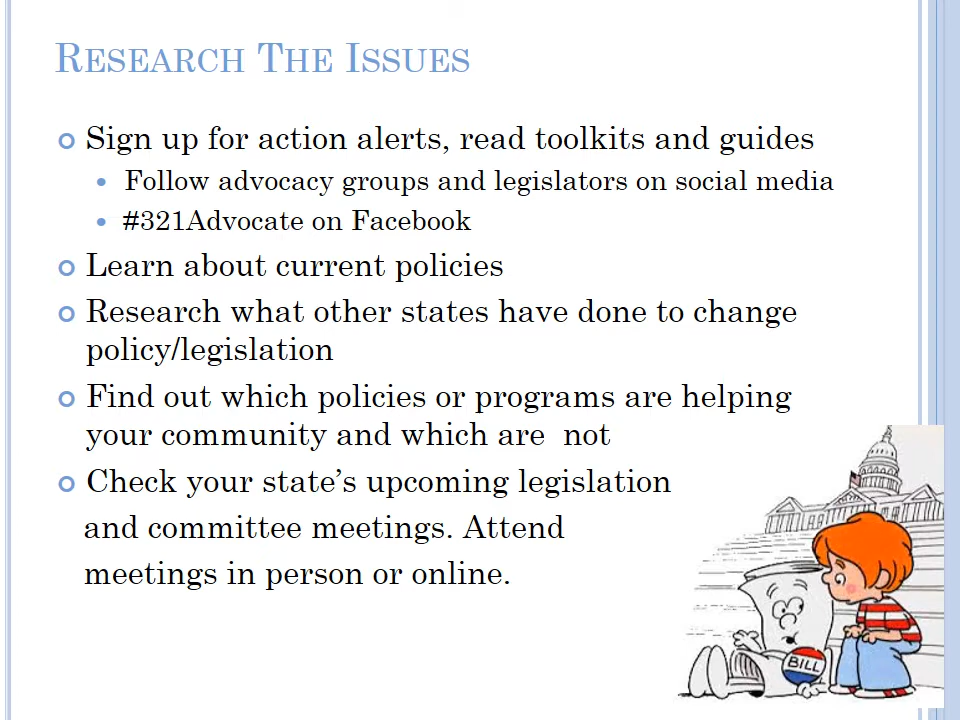 Research The Issues
Sign up for action alerts, read toolkits and guides
Follow advocacy groups and legislators on social media
#321Advocate on Facebook
Learn about current policies
Research what other states have done to change
policy/legislation
Find out which policies or programs are helping
your community and which are  not
Check your state’s upcoming legislation
and committee meetings. Attend
meetings in person or online.
BILL